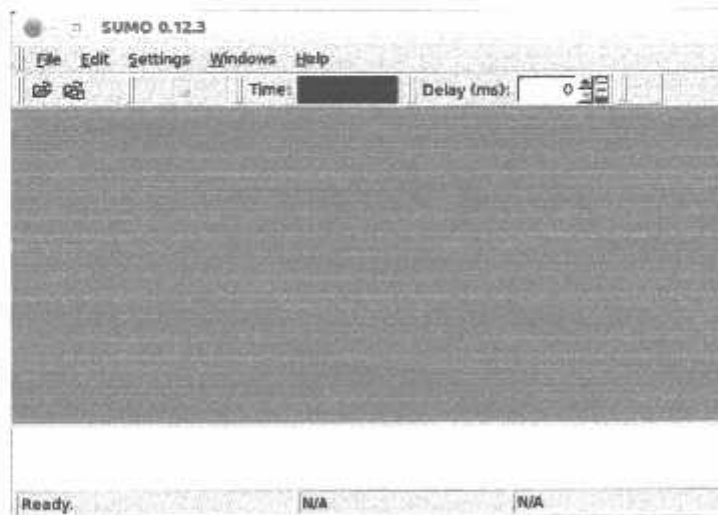 SUMO 0.12.3
File Edit Settings Windows Help
Time: Delay (ms): 0
Ready. N/A N/A